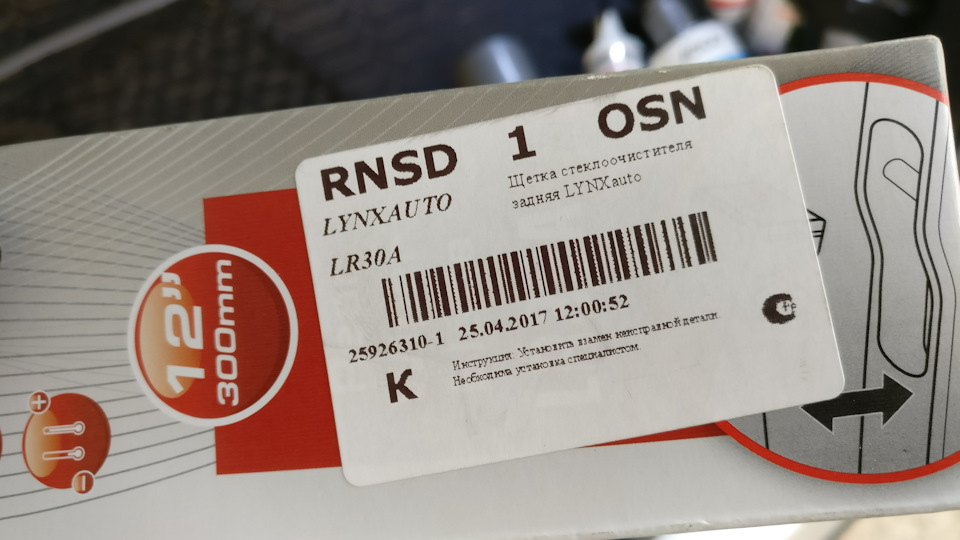 RNSD 1 OSN
LYNXAUTO
Щетка стеклоочистителя
задняя LYNXauto
LR30A
25926310-1 25.04.2017 12:00:52
К
Инструкция: Установить взамен неисправной детали.
Необходима установка специалистом.
12"
300mm